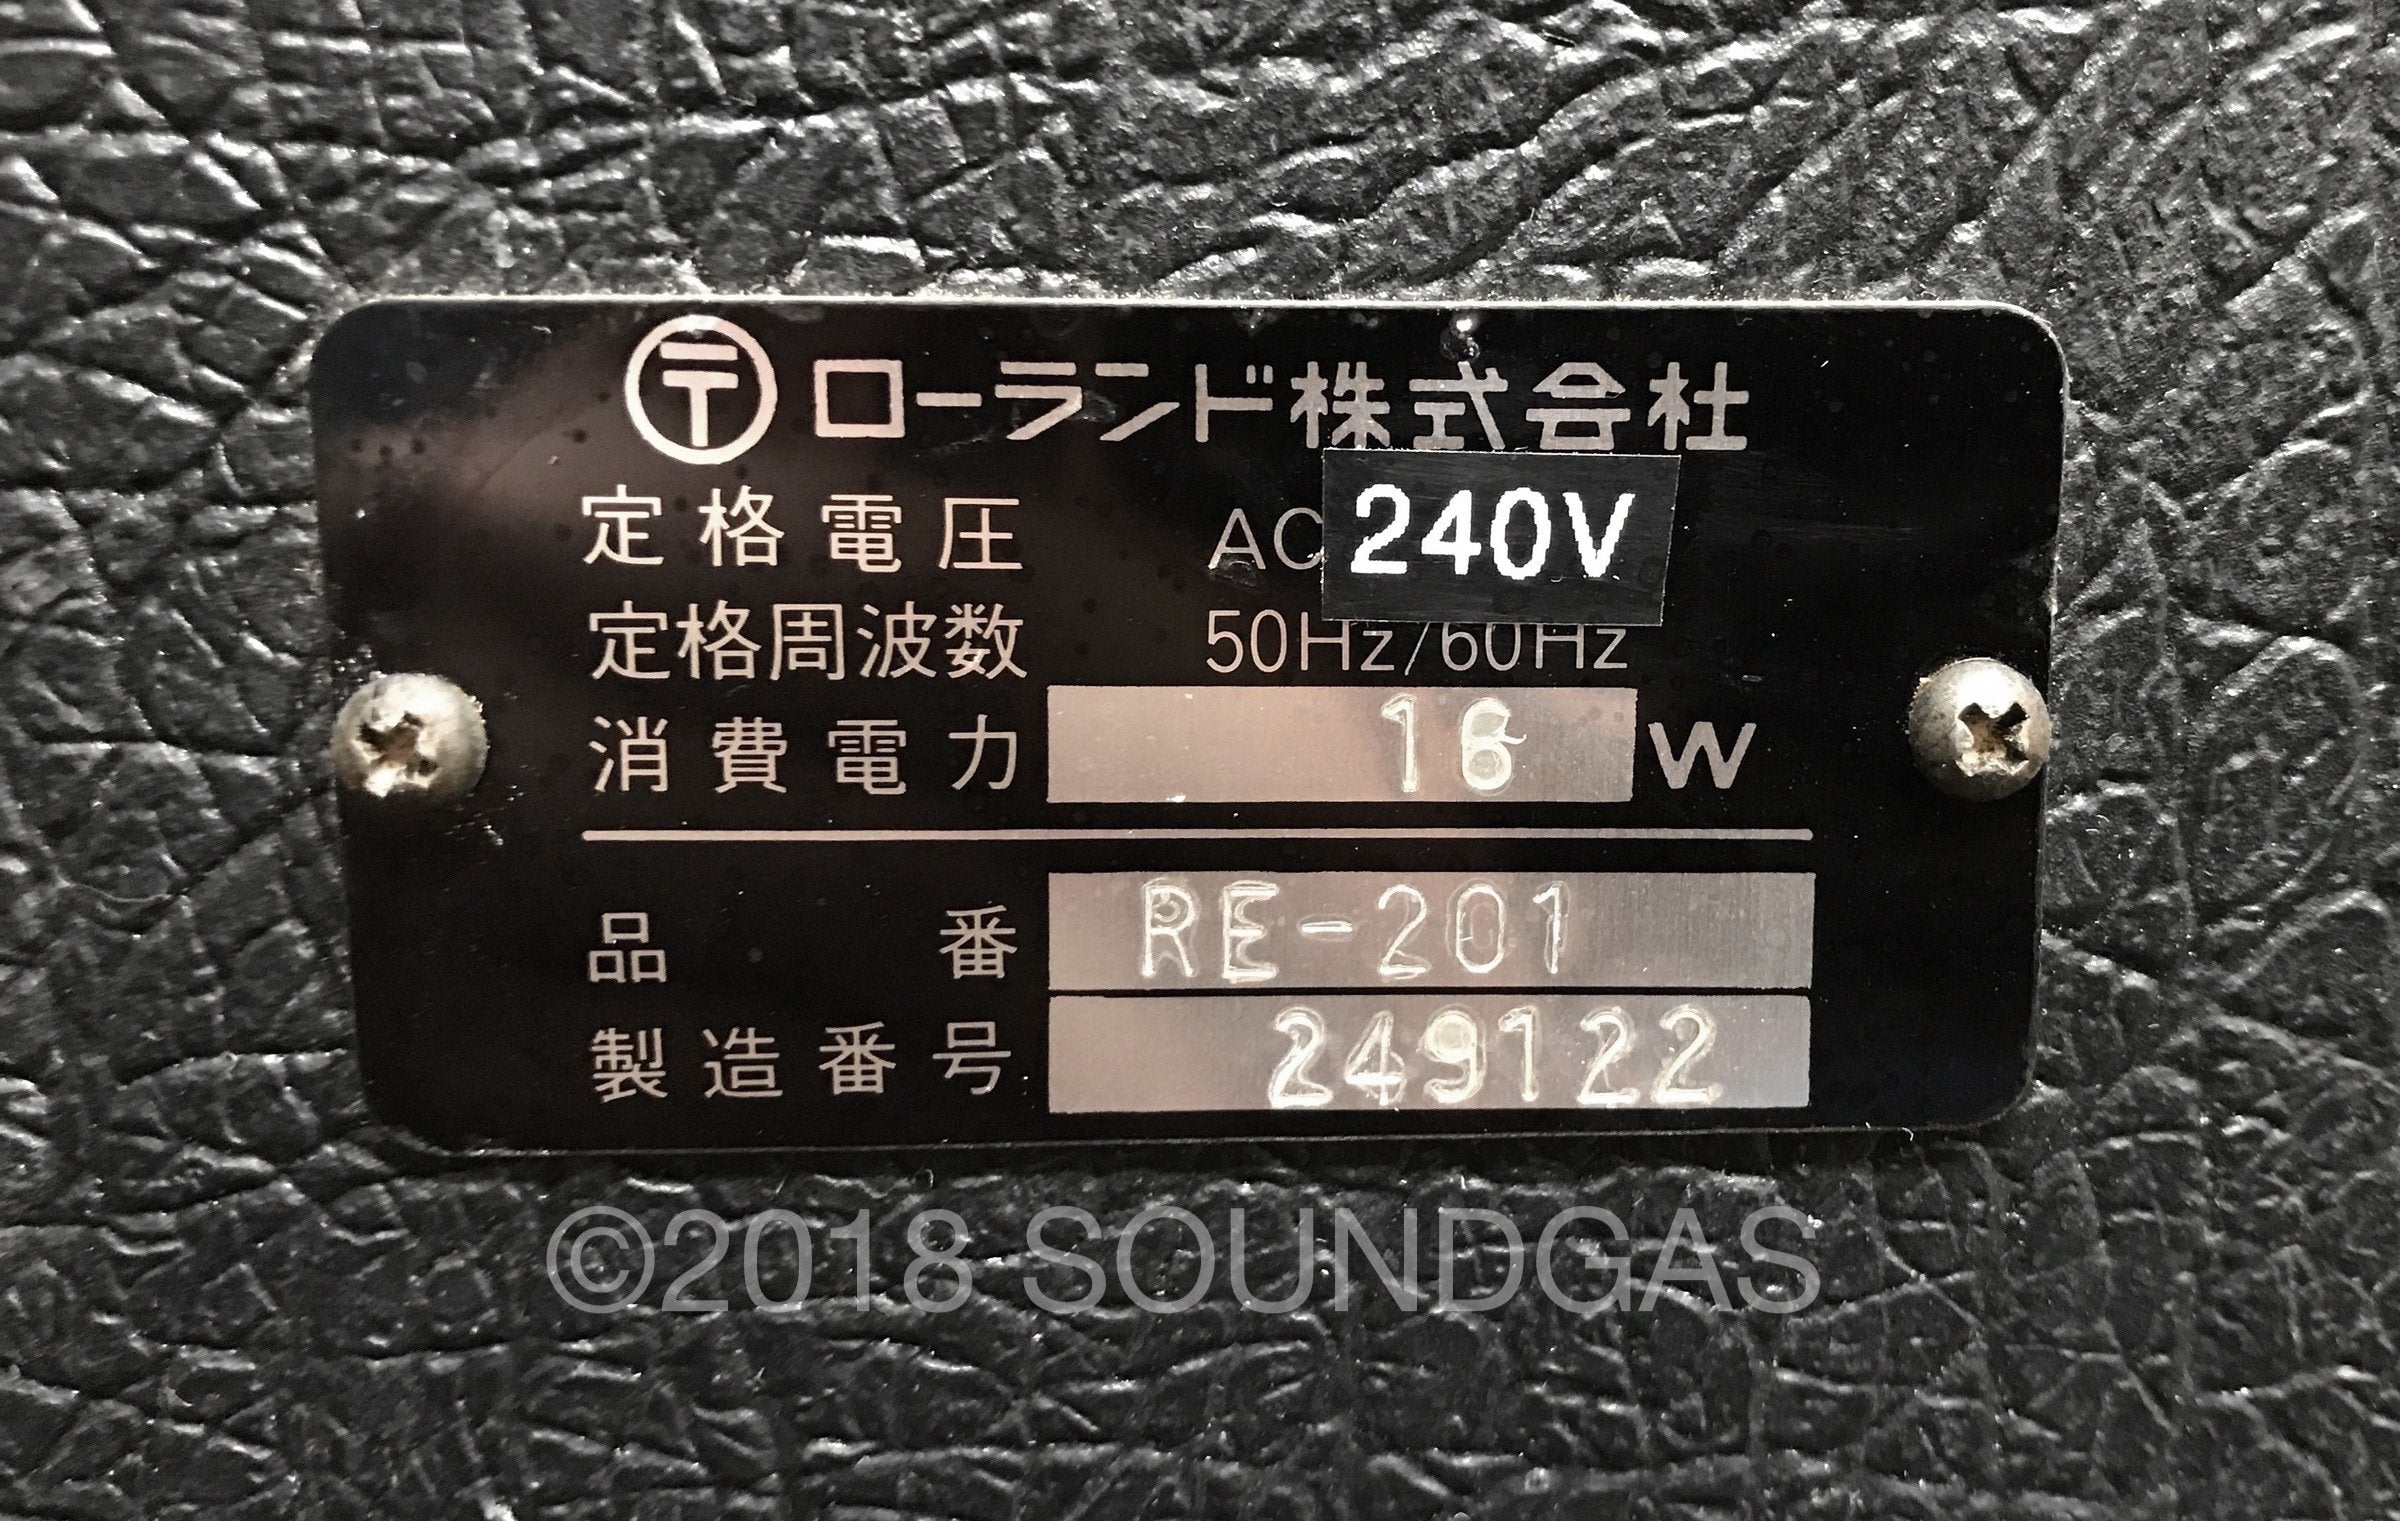 〒 ローランド株式会社
定格電圧 AC 240V
定格周波数 50Hz/60Hz
消費電力 16 W
品番 RE-201
製造番号 249122
©2018 SOUNDGAS